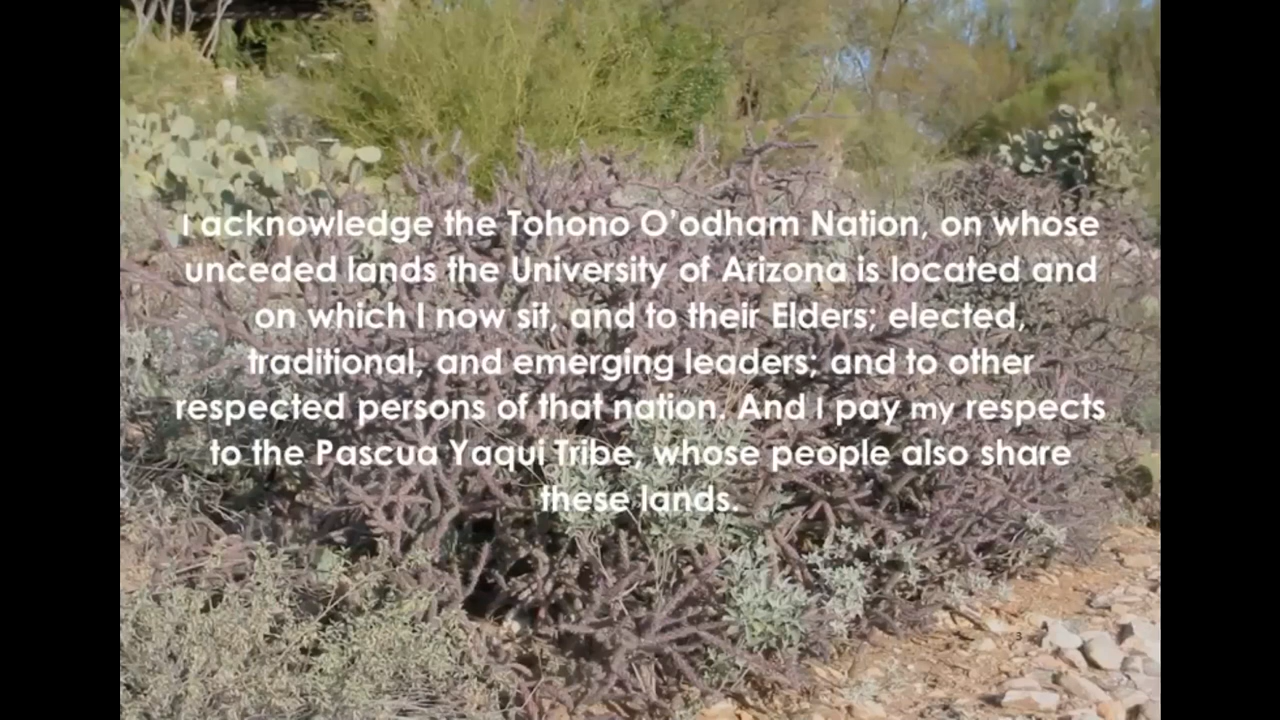 I acknowledge the Tohono O'odham Nation, on whose
unceded lands the University of Arizona is located and
on which I now sit, and to their Elders; elected,
traditional, and emerging leaders; and to other
respected persons of that nation. And I pay my respects
to the Pascua Yaqui Tribe, whose people also share
these lands.
3